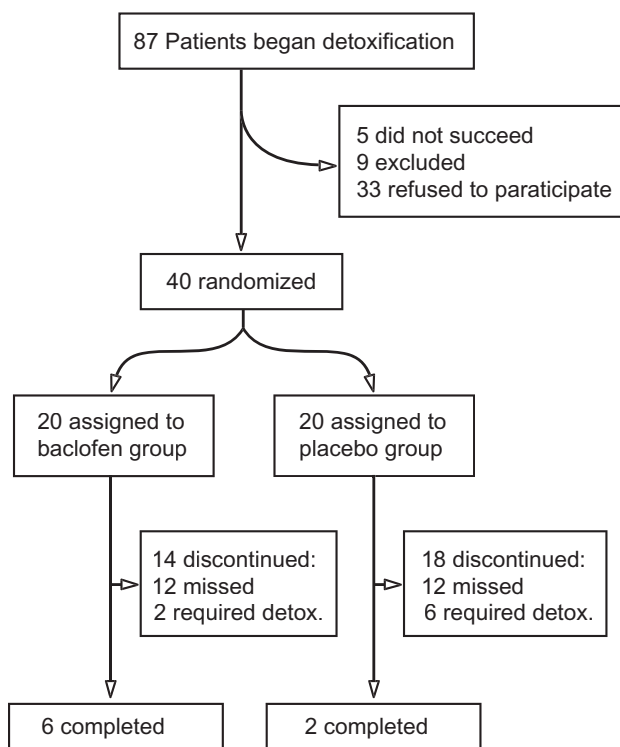 87 Patients began detoxification
5 did not succeed
9 excluded
33 refused to paraticipate
40 randomized
20 assigned to
baclofen group
20 assigned to
placebo group
14 discontinued:
12 missed
2 required detox.
18 discontinued:
12 missed
6 required detox.
6 completed
2 completed